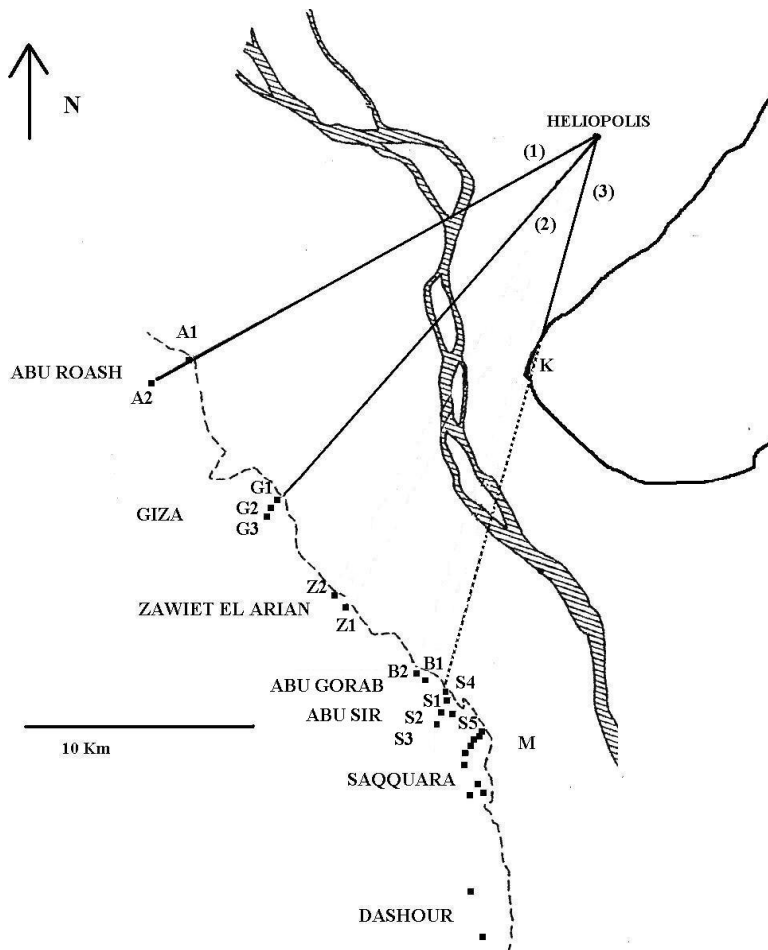 N
HELIOPOLIS
(1)
(3)
(2)
A1
K
ABU ROASH
A2
G1
G2
GIZA
G3
Z2
ZAWIET EL ARIAN
Z1
B1
B2
S4
ABU GORAB
S1
ABU SIR
S2
S5
S3
M
10 Km
SAQQUARA
DASHOUR